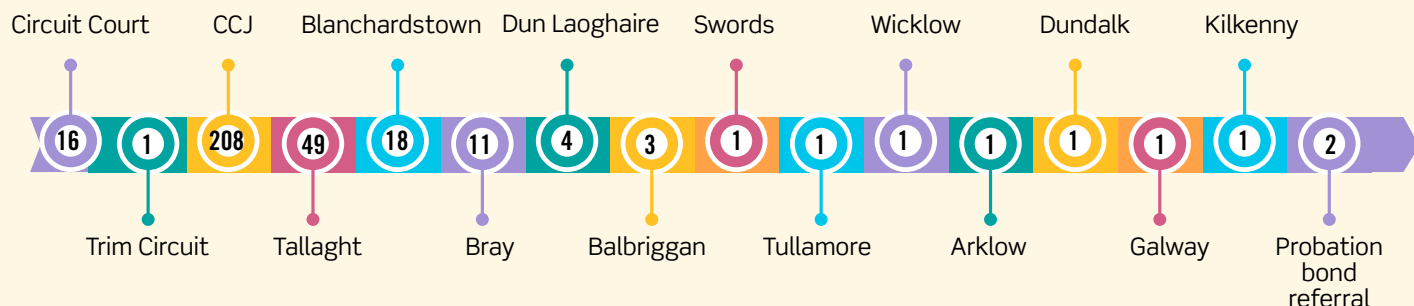 Circuit Court CCJ Blanchardstown Dun Laoghaire Swords Wicklow Dundalk Kilkenny
16 1 208 49 18 11 4 3 1 1 1 1 1 1 1 2
Trim Circuit Tallaght Bray Balbriggan Tullamore Arklow Galway Probation
bond
referral